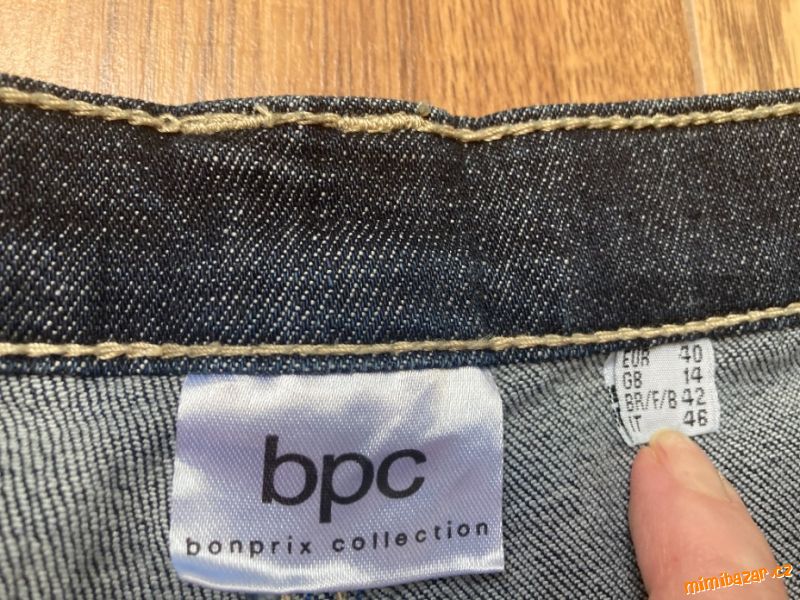 EUR 40
GB 14
BR/F/B 42
IT 46
bpc
bonprix collection
mimibazar.cz